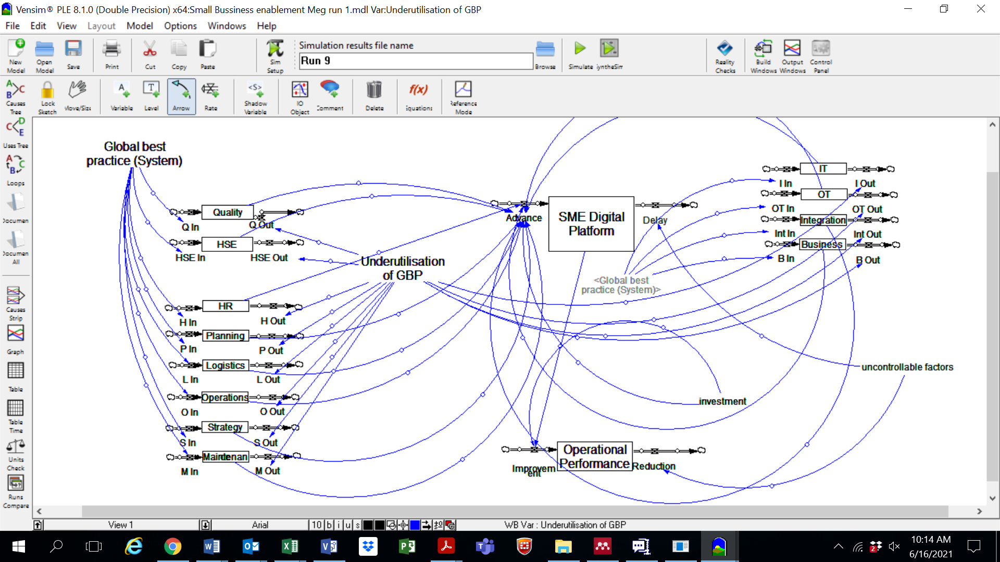 Vensim® PLE 8.1.0 (Double Precision) x64:Small Bussiness enablement Meg run 1.mdl Var:Underutilisation of GBP
File Edit View Layout Model Options Windows Help
New Model
Open Model
Save
Print
Cut
Copy
Paste
Sim Setup
Simulation results file name
Run 9
Browse
Simulate
yntheSim
Reality Checks
Build Windows
Output Windows
Control Panel
Causes Tree
Lock Sketch
Move/Size
Variable
Level
Arrow
Rate
Shadow Variable
IO Object
Comment
Delete
Equations
Reference Mode
Uses Tree
Loops
Documen
Documen All
Causes Strip
Graph
Table
Table Time
Units Check
Runs Compare
Global best
practice (System)
Quality
Q In
Q Out
HSE
HSE In
HSE Out
Underutilisation
of GBP
HR
H In
H Out
Planning
P In
P Out
Logistics
L In
L Out
Operations
O In
O Out
Strategy
S In
S Out
Maintenan
M In
M Out
Advance
SME Digital
Platform
Delay
<Global best
practice (System)>
IT
I In
I Out
OT
OT In
OT Out
Integration
Int In
Int Out
Business
B In
B Out
uncontrollable factors
investment
Improvem
ent
Operational
Performance
Reduction
View 1
Arial
10 b i u s
WB Var : Underutilisation of GBP
10:14 AM
6/16/2021